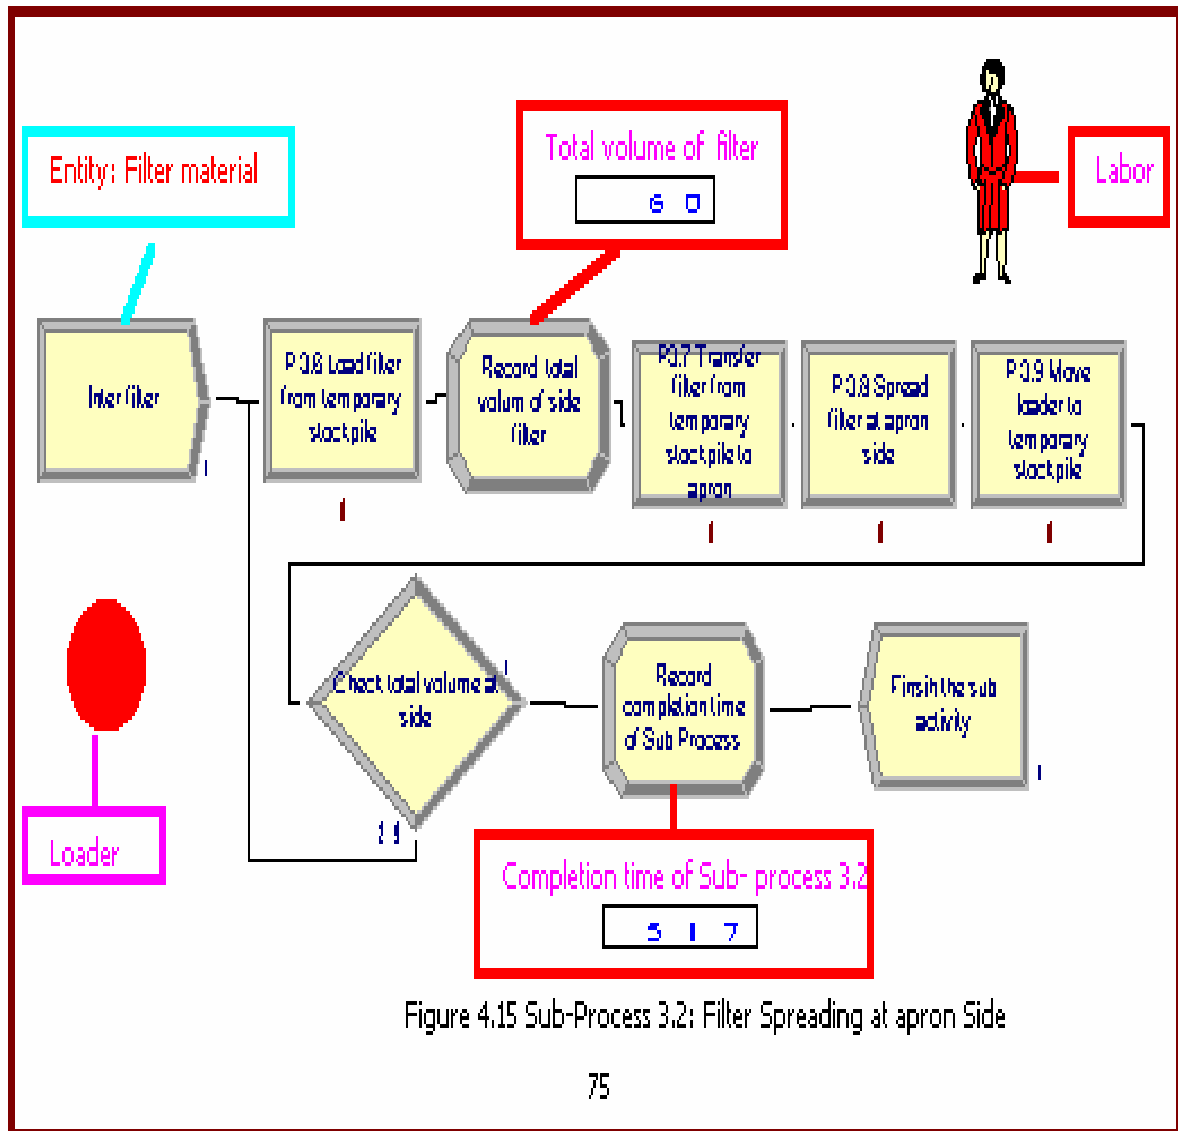 Total volume of filter
6 0
Entity: Filter material
Labor
Inter filter
P 3.6 Load filter
from temporary
stockpile
Record total
volum of side
filter
P3.7 Transfer
filter from
temporary
stockpile to
apron
P 3.8 Spread
filter at apron
side
P 3.9 Move
loader to
temporary
stockpile
Check total volume at
side
Record
completion time
of Sub Process
Finsih the sub
activity
Loader
Completion time of Sub- process 3.2
5 1 7
Figure 4.15 Sub-Process 3.2: Filter Spreading at apron Side
75